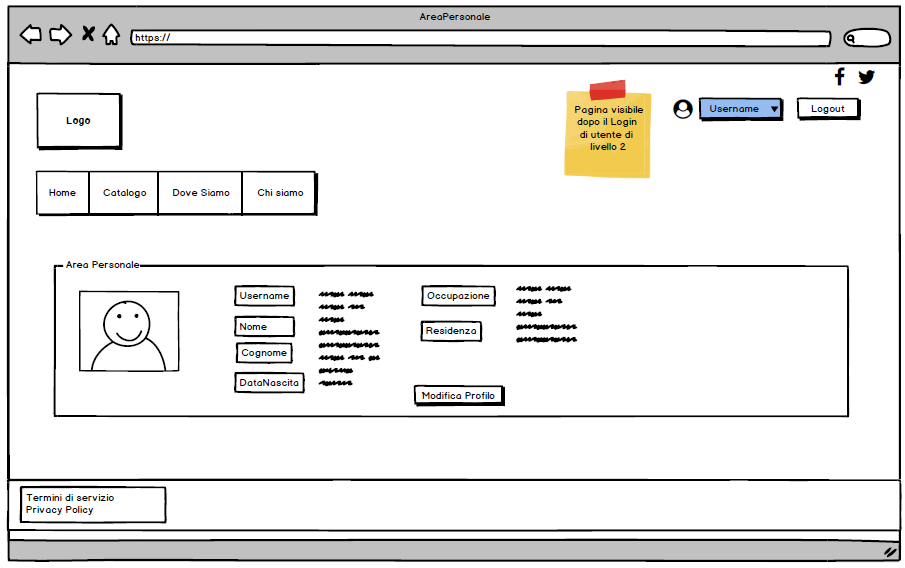 AreaPersonale
https://
Logo
Pagina visibile
dopo il Login
di utente di
livello 2
Username
Logout
Home
Catalogo
Dove Siamo
Chi siamo
Area Personale
Username
Nome
Cognome
DataNascita
Occupazione
Residenza
Modifica Profilo
Termini di servizio
Privacy Policy